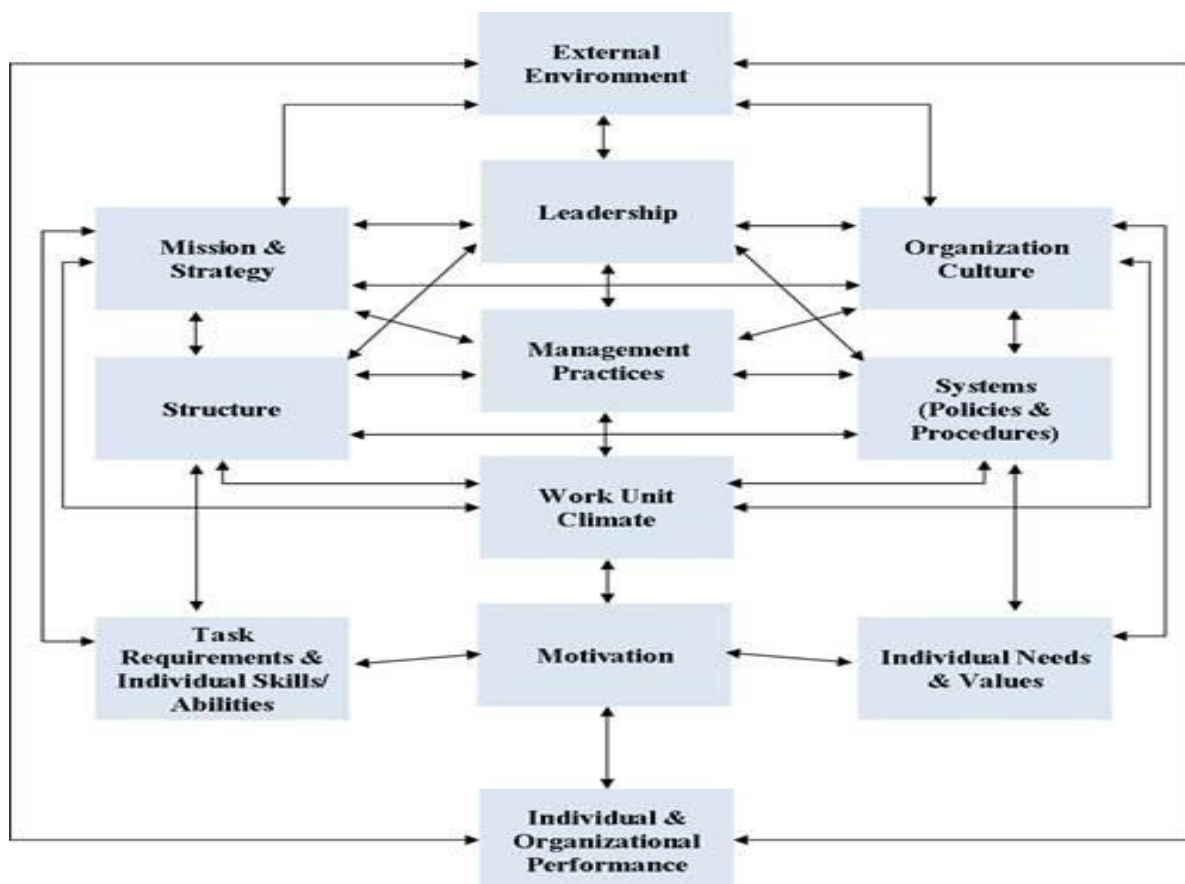 External
Environment
Leadership
Mission &
Strategy
Organization
Culture
Management
Practices
Structure
Systems
(Policies &
Procedures)
Work Unit
Climate
Task
Requirements &
Individual Skills/
Abilities
Motivation
Individual Needs
& Values
Individual &
Organizational
Performance